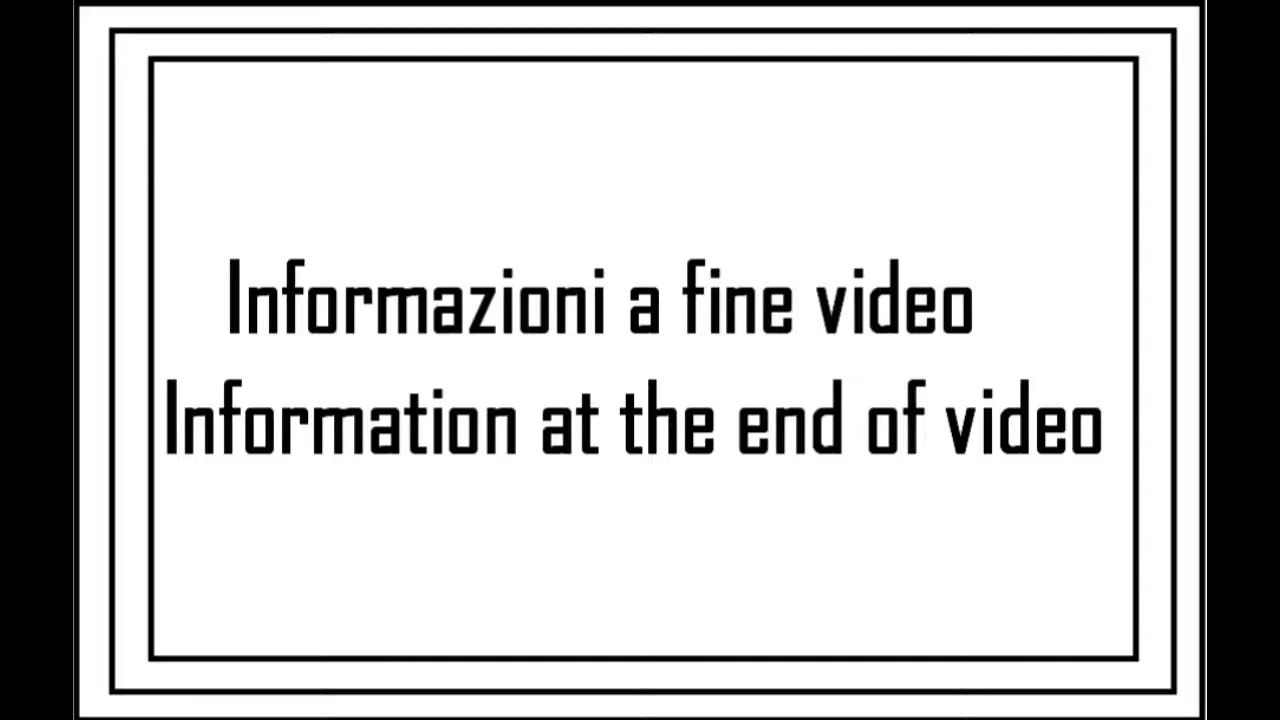 Informazioni a fine video
Information at the end of video